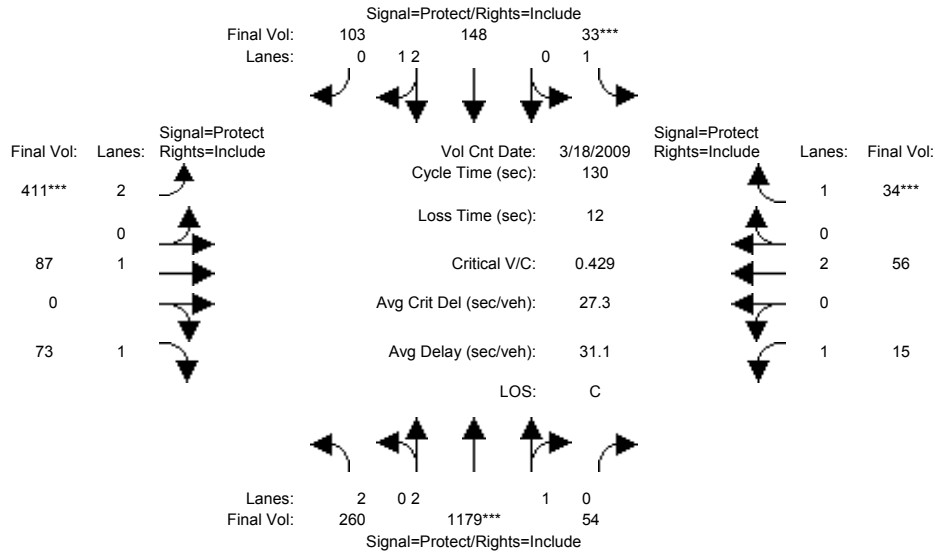 Signal=Protect/Rights=Include
Final Vol: 103 148 33***
Lanes: 0 1 2 0 1
Signal=Protect Signal=Protect
Final Vol: Lanes: Rights=Include Vol Cnt Date: 3/18/2009 Rights=Include Lanes: Final Vol:
Cycle Time (sec): 130
411*** 2 1 34***
Loss Time (sec): 12
0 0
87 1 Critical V/C: 0.429 2 56
0 0 Avg Crit Del (sec/veh): 27.3 0
73 1 Avg Delay (sec/veh): 31.1 1 15
LOS: C
Lanes: 2 0 2 1 0
Final Vol: 260 1179*** 54
Signal=Protect/Rights=Include